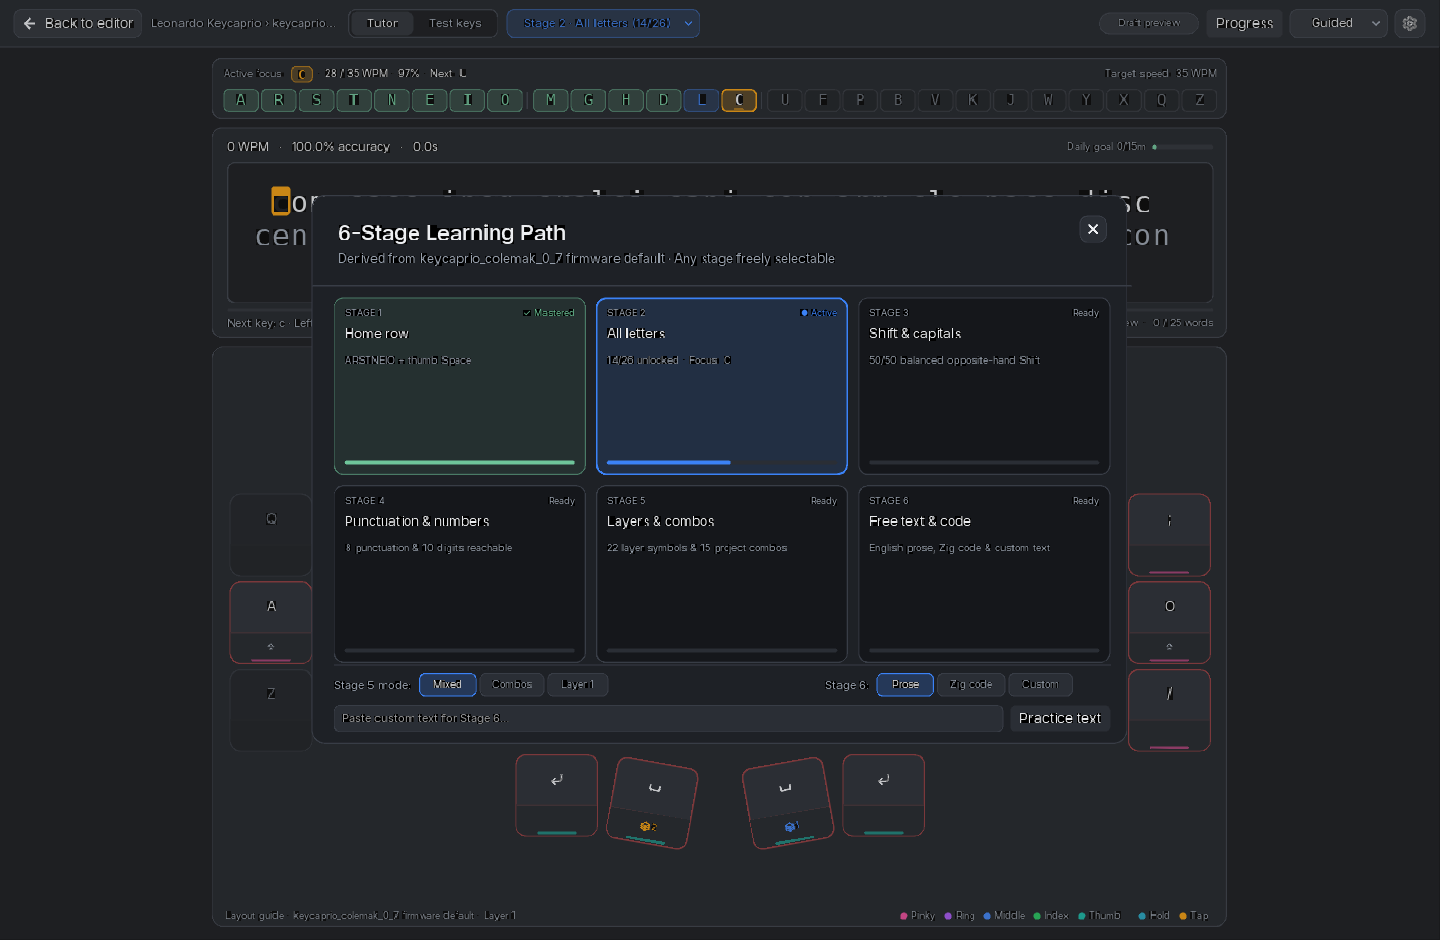 Back to editor
Leonardo Keycaprio › keycaprio...
Tutor
Test keys
Stage 2 · All letters (14/26)
Draft preview
Progress
Guided
Active focus
C
28 / 35 WPM 97% Next L
Target speed 35 WPM
A R S T N E I O M G H D L C U F P B V K J W Y X Q Z
0 WPM · 100.0% accuracy · 0.0s
Daily goal 0/15m
cen
con
Next key: c · Left
0 / 25 words
6-Stage Learning Path
Derived from keycaprio_colemak_0_7 firmware default · Any stage freely selectable
STAGE 1
Mastered
Home row
ARSTNEIO + thumb Space
STAGE 2
Active
All letters
14/26 unlocked · Focus: C
STAGE 3
Ready
Shift & capitals
50/50 balanced opposite-hand Shift
STAGE 4
Ready
Punctuation & numbers
8 punctuation & 10 digits reachable
STAGE 5
Ready
Layers & combos
22 layer symbols & 15 project combos
STAGE 6
Ready
Free text & code
English prose, Zig code & custom text
Stage 5 mode:
Mixed
Combos
Layer 1
Stage 6:
Prose
Zig code
Custom
Paste custom text for Stage 6...
Practice text
Q
;
A
O
Z
/
2
1
Layout guide · keycaprio_colemak_0_7 firmware default · Layer 1
Pinky
Ring
Middle
Index
Thumb
Hold
Tap